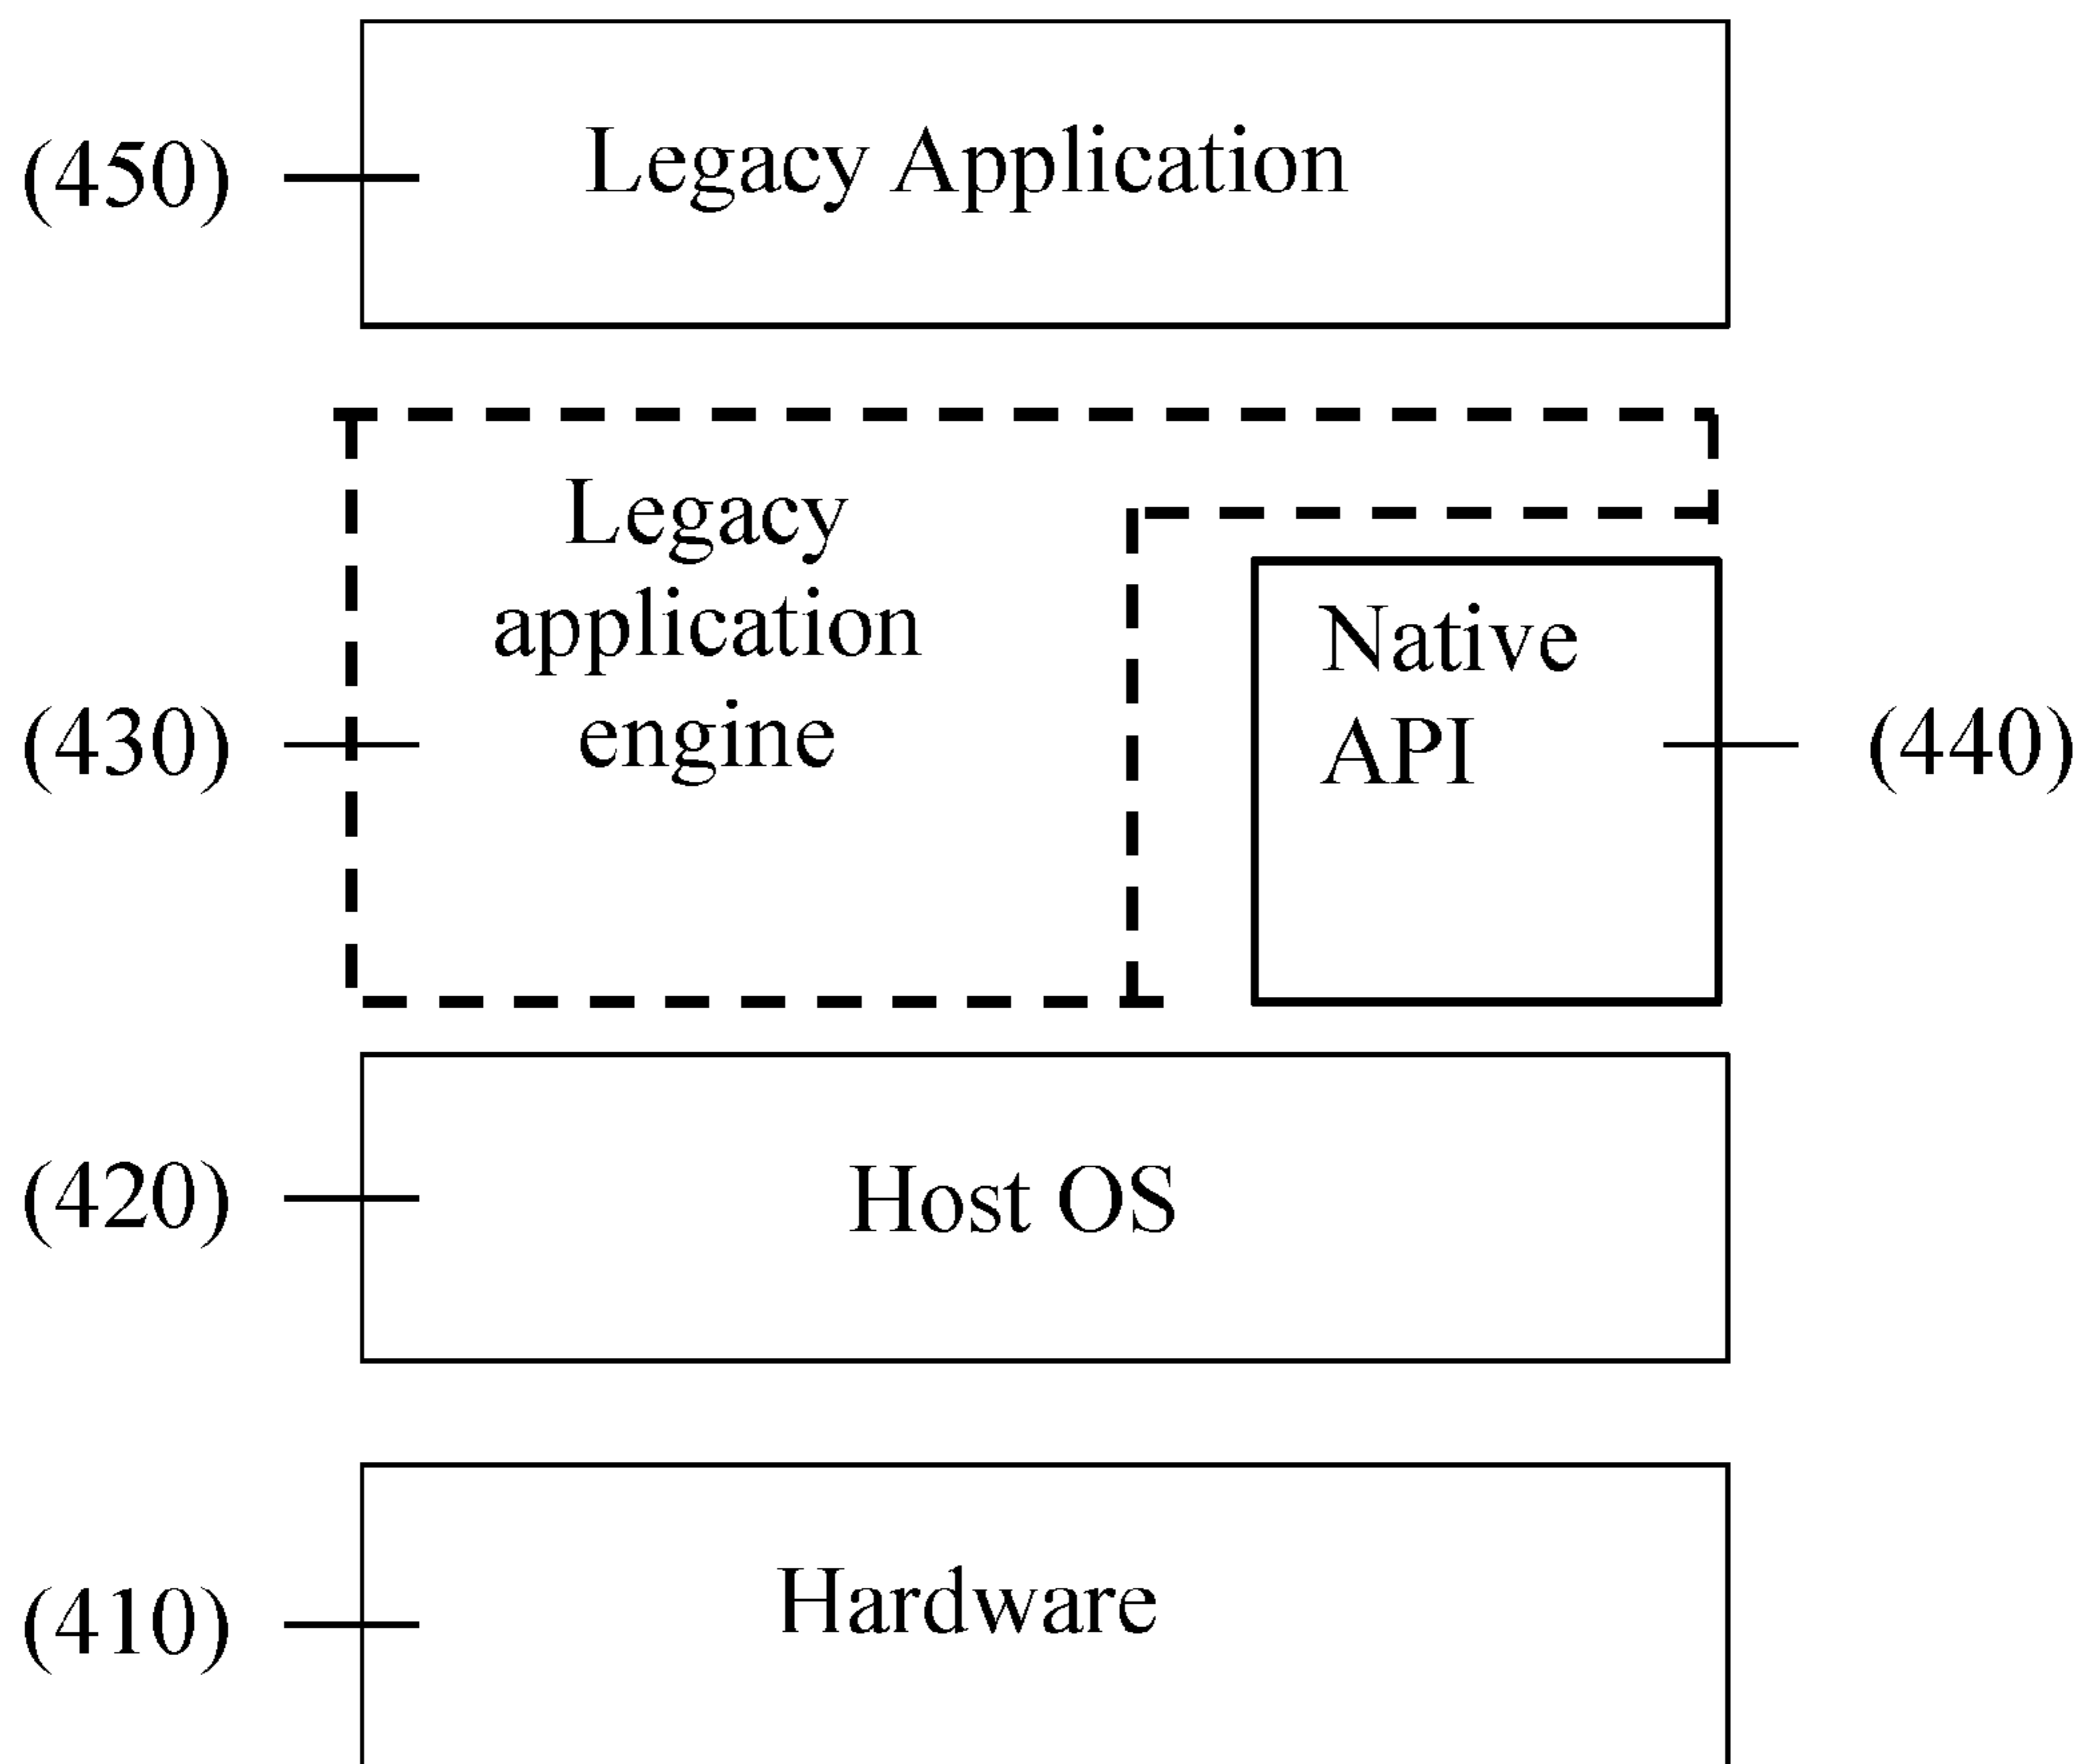 (450)
Legacy Application
Legacy
application
engine
(430)
Native
API
(440)
(420)
Host OS
(410)
Hardware